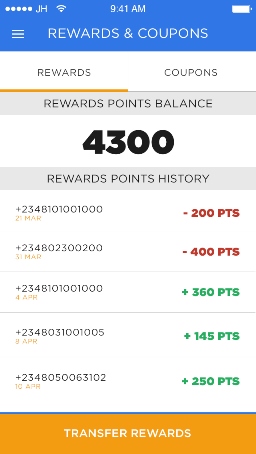 JH 9:41 AM
REWARDS & COUPONS
REWARDS COUPONS
REWARDS POINTS BALANCE
4300
REWARDS POINTS HISTORY
+2348101001000
21 MAR
- 200 PTS
+234802300200
31 MAR
- 400 PTS
+2348101001000
4 APR
+ 360 PTS
+2348031001005
9 APR
+ 145 PTS
+2348050063102
10 APR
+ 250 PTS
TRANSFER REWARDS